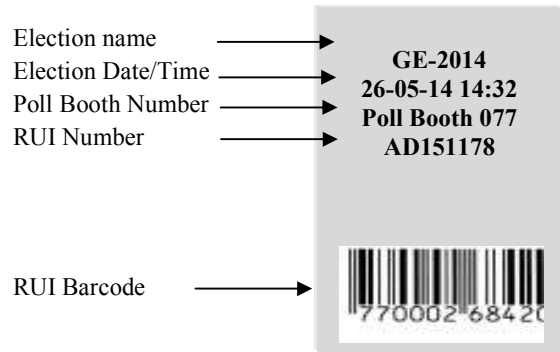 Election name
Election Date/Time
Poll Booth Number
RUI Number
RUI Barcode
GE-2014
26-05-14 14:32
Poll Booth 077
AD151178
770002 68420